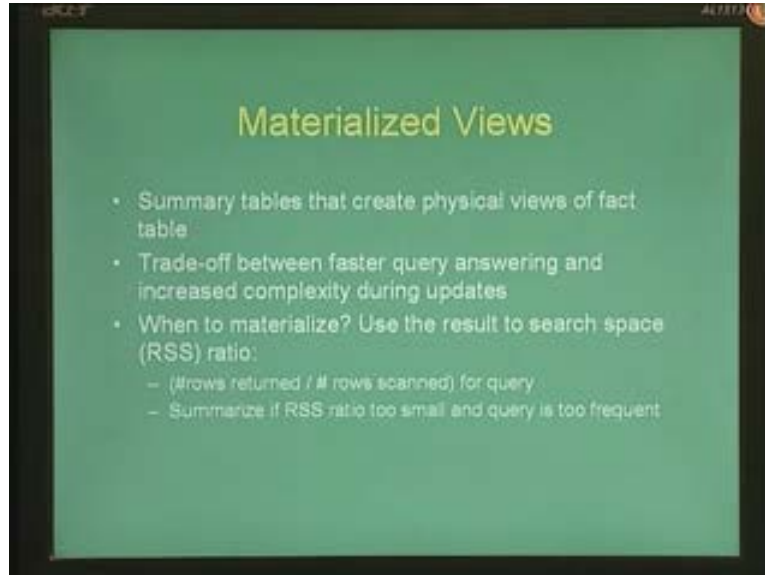 acer
AL1513
Materialized Views
• Summary tables that create physical views of fact
table
• Trade-off between faster query answering and
increased complexity during updates
• When to materialize? Use the result to search space
(RSS) ratio:
– (#rows returned / # rows scanned) for query
– Summarize if RSS ratio too small and query is too frequent